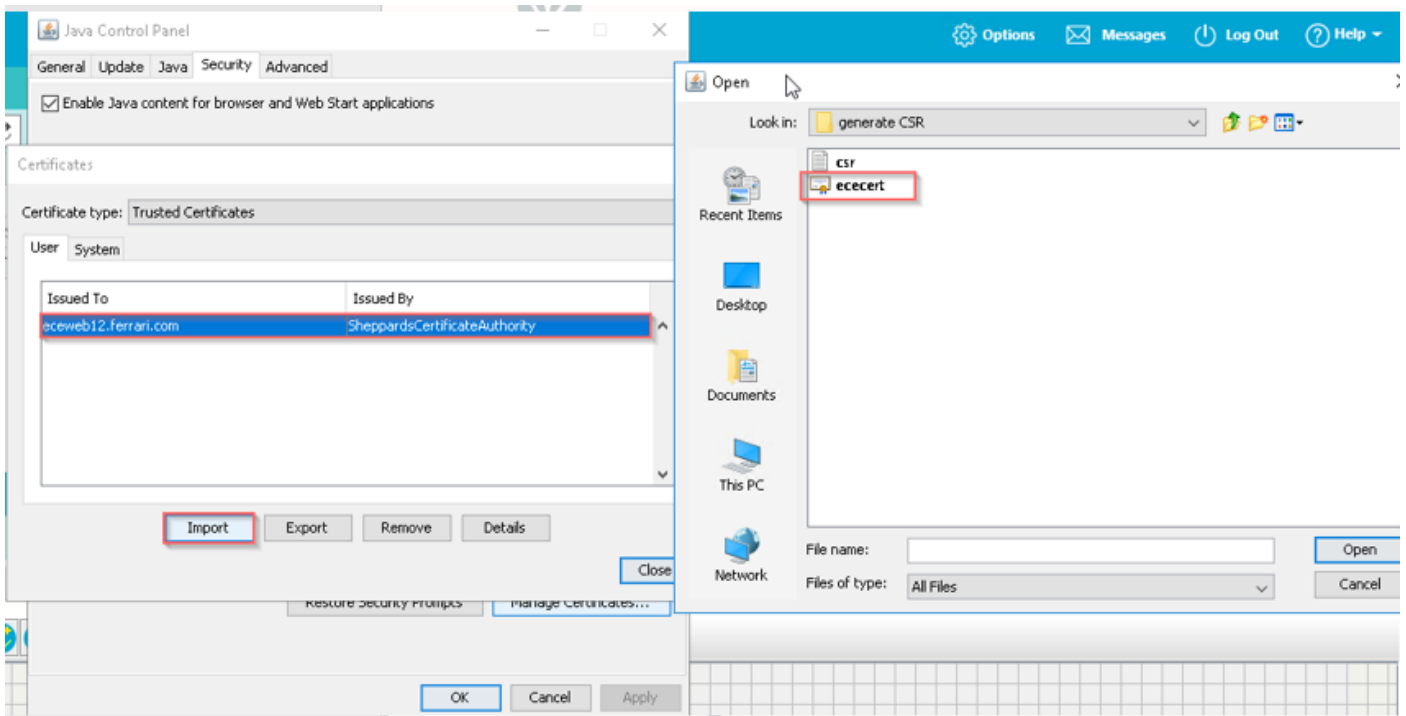 Java Control Panel
General Update Java Security Advanced
Enable Java content for browser and Web Start applications
Certificates
Certificate type: Trusted Certificates
User System
Issued To Issued By
eceweb12.ferrari.com SheppardsCertificateAuthority
Import Export Remove Details
Close
Restore Security Prompts Manage Certificates...
OK Cancel Apply
Options Messages Log Out Help
Open
Look in: generate CSR
csr
ececert
Recent Items
Desktop
Documents
This PC
Network
File name: Open
Files of type: All Files Cancel